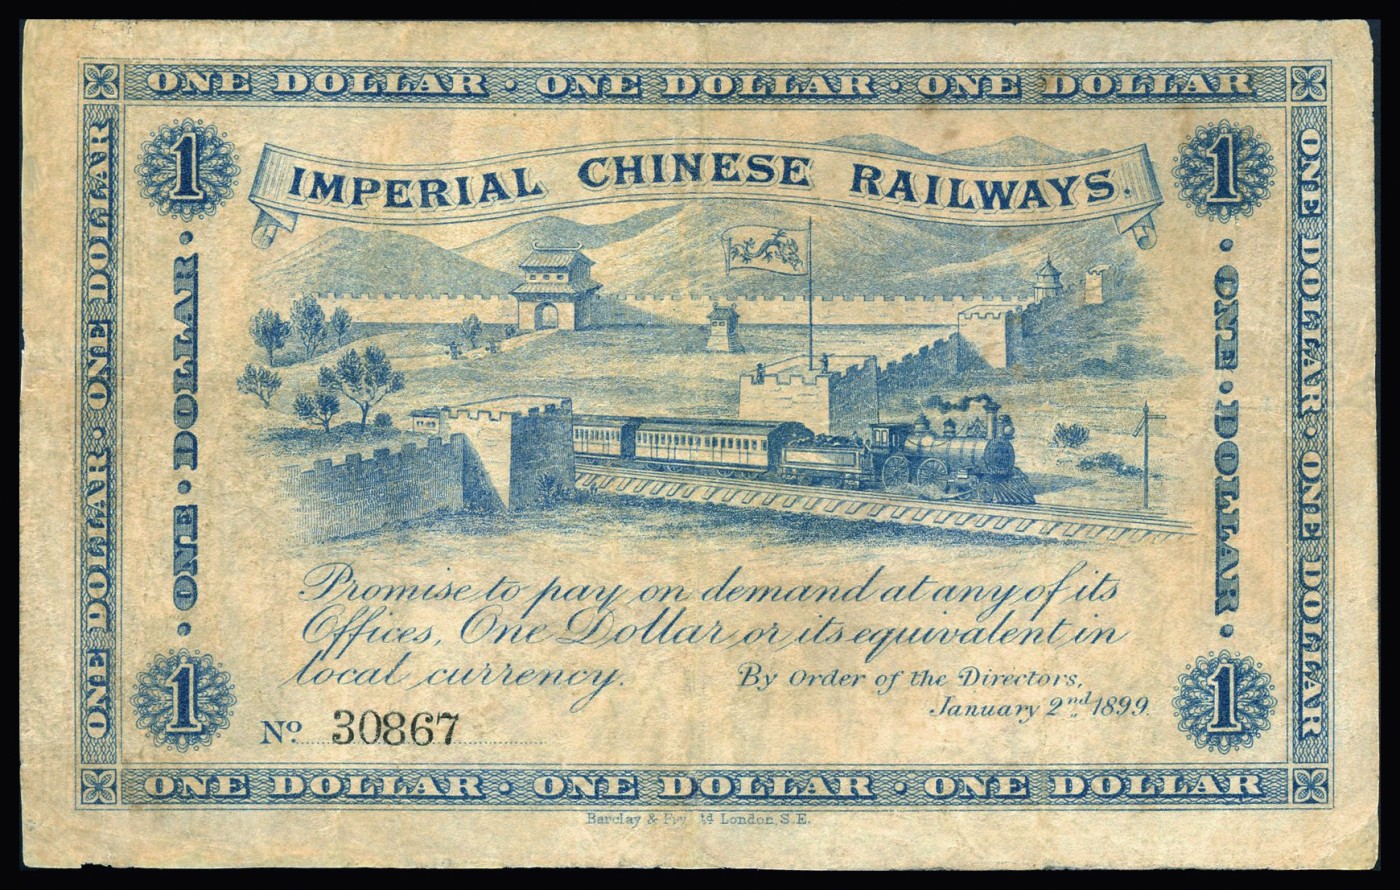 ONE DOLLAR · ONE DOLLAR · ONE DOLLAR
1
1
IMPERIAL CHINESE RAILWAYS.
ONE DOLLAR · ONE DOLLAR · ONE DOLLAR
· ONE · DOLLAR ·
· ONE · DOLLAR ·
ONE DOLLAR · ONE DOLLAR
Promise to pay on demand at any of its
Offices, One Dollar or its equivalent in
local currency.
By Order of the Directors,
January 2nd 1899.
No. 30867
1
1
ONE DOLLAR · ONE DOLLAR · ONE DOLLAR
Barclay & Fry Ltd London, S.E.